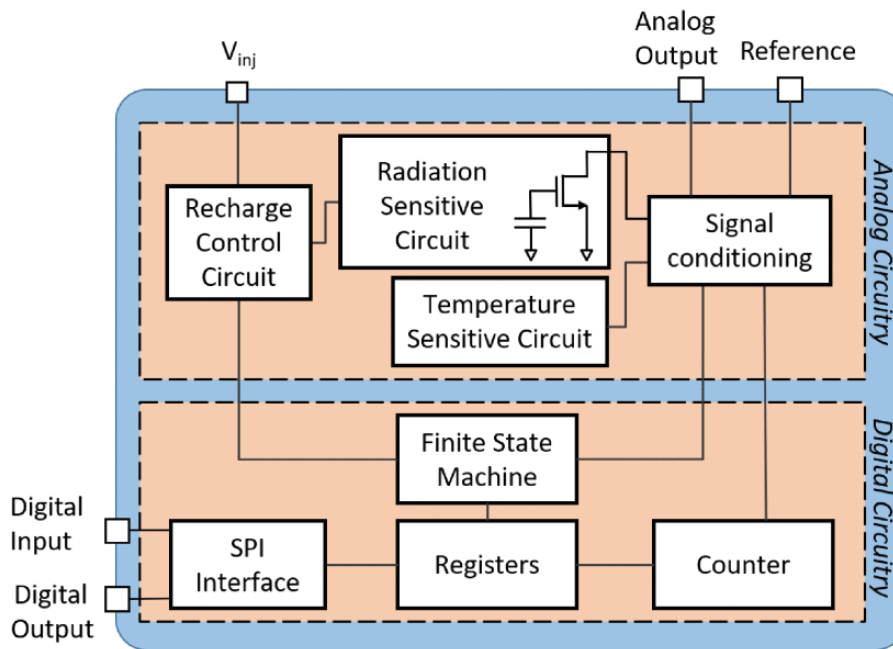 V_inj
Analog
Output
Reference
Radiation
Sensitive
Circuit
Recharge
Control
Circuit
Signal
conditioning
Temperature
Sensitive Circuit
Analog Circuitry
Finite State
Machine
Digital Circuitry
Digital
Input
SPI
Interface
Registers
Counter
Digital
Output